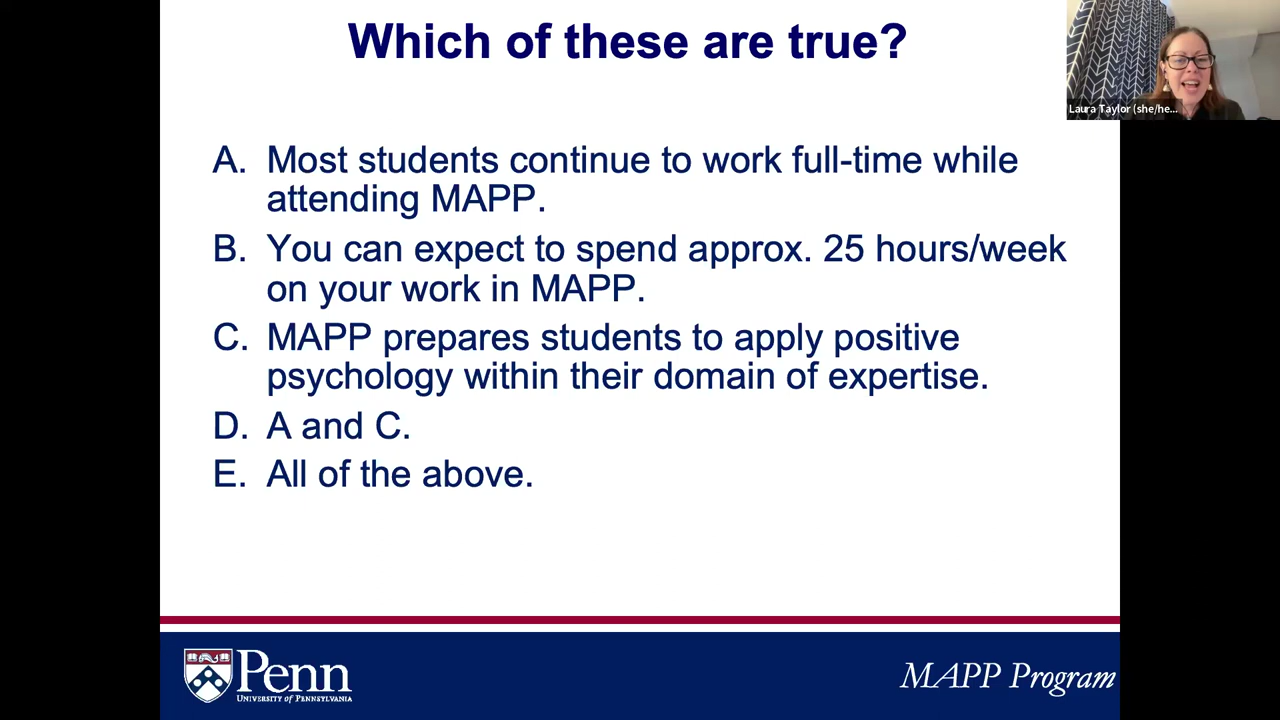 Which of these are true?
Laura Taylor (she/he...
A. Most students continue to work full-time while
attending MAPP.
B. You can expect to spend approx. 25 hours/week
on your work in MAPP.
C. MAPP prepares students to apply positive
psychology within their domain of expertise.
D. A and C.
E. All of the above.
Penn
UNIVERSITY OF PENNSYLVANIA
MAPP Program